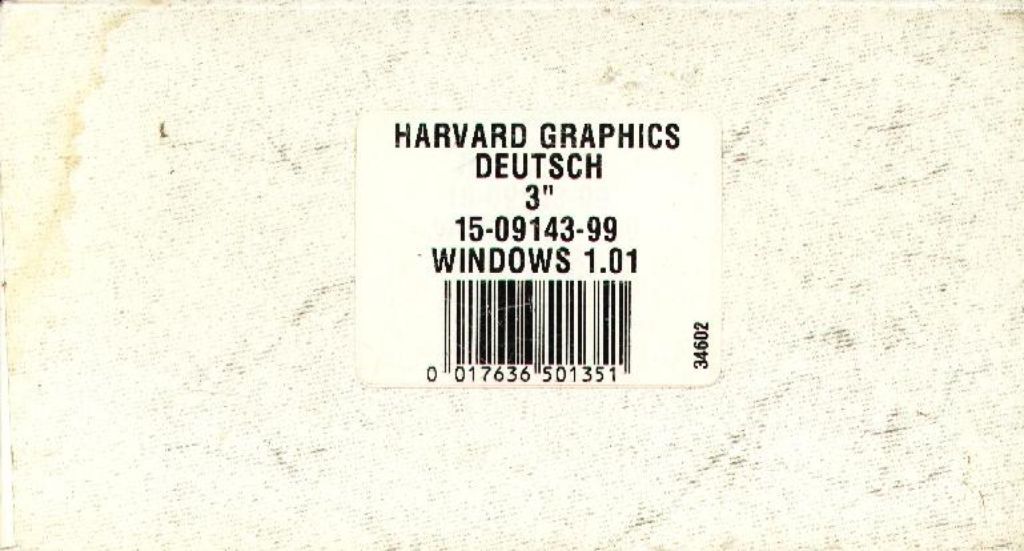 HARVARD GRAPHICS
DEUTSCH
3"
15-09143-99
WINDOWS 1.01
0 017636 501351
34602